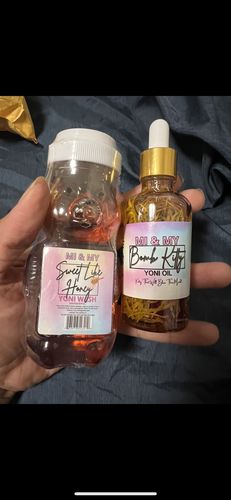 MI & MY
Sweet Like
Honey
YONI WASH
MI & MY
Bomb Kitty
YONI OIL